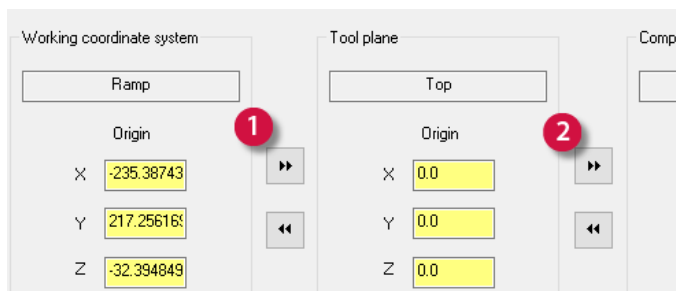 Working coordinate system Tool plane Comp
Ramp Top
Origin 1 Origin 2
X -235.38743 X 0.0
Y 217.25616 Y 0.0
Z -32.394849 Z 0.0